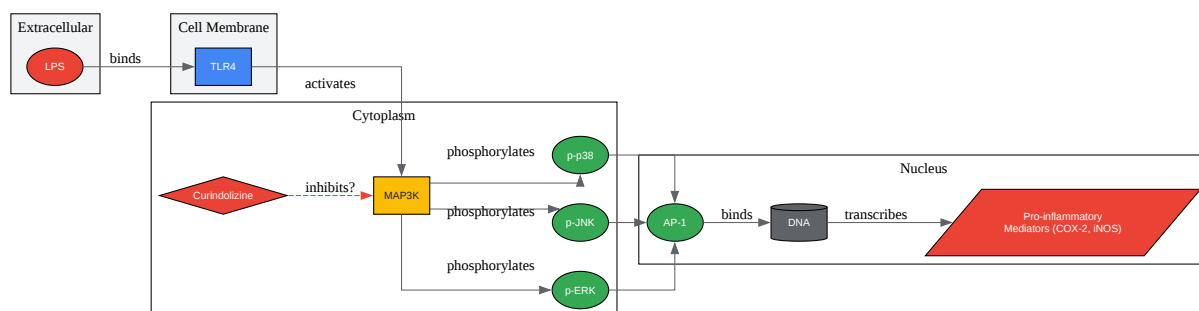 Extracellular
Cell Membrane
LPS
binds
TLR4
activates
Cytoplasm
phosphorylates
p-p38
Nucleus
Curindolizine
inhibits?
MAP3K
phosphorylates
p-JNK
AP-1
binds
DNA
transcribes
Pro-inflammatory
Mediators (COX-2, iNOS)
phosphorylates
p-ERK